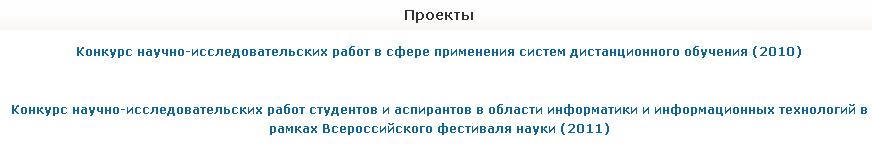 Проекты
Конкурс научно-исследовательских работ в сфере применения систем дистанционного обучения (2010)
Конкурс научно-исследовательских работ студентов и аспирантов в области информатики и информационных технологий в
рамках Всероссийского фестиваля науки (2011)